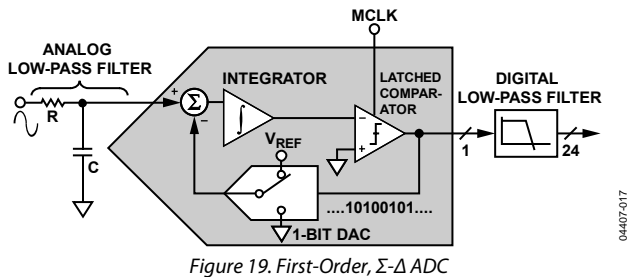 MCLK
ANALOG
LOW-PASS FILTER
INTEGRATOR
LATCHED
COMPAR-
ATOR
DIGITAL
LOW-PASS FILTER
+
Σ
–
∫
–
+
R
C
VREF
1
24
....10100101....
1-BIT DAC
04407-017
Figure 19. First-Order, Σ-Δ ADC